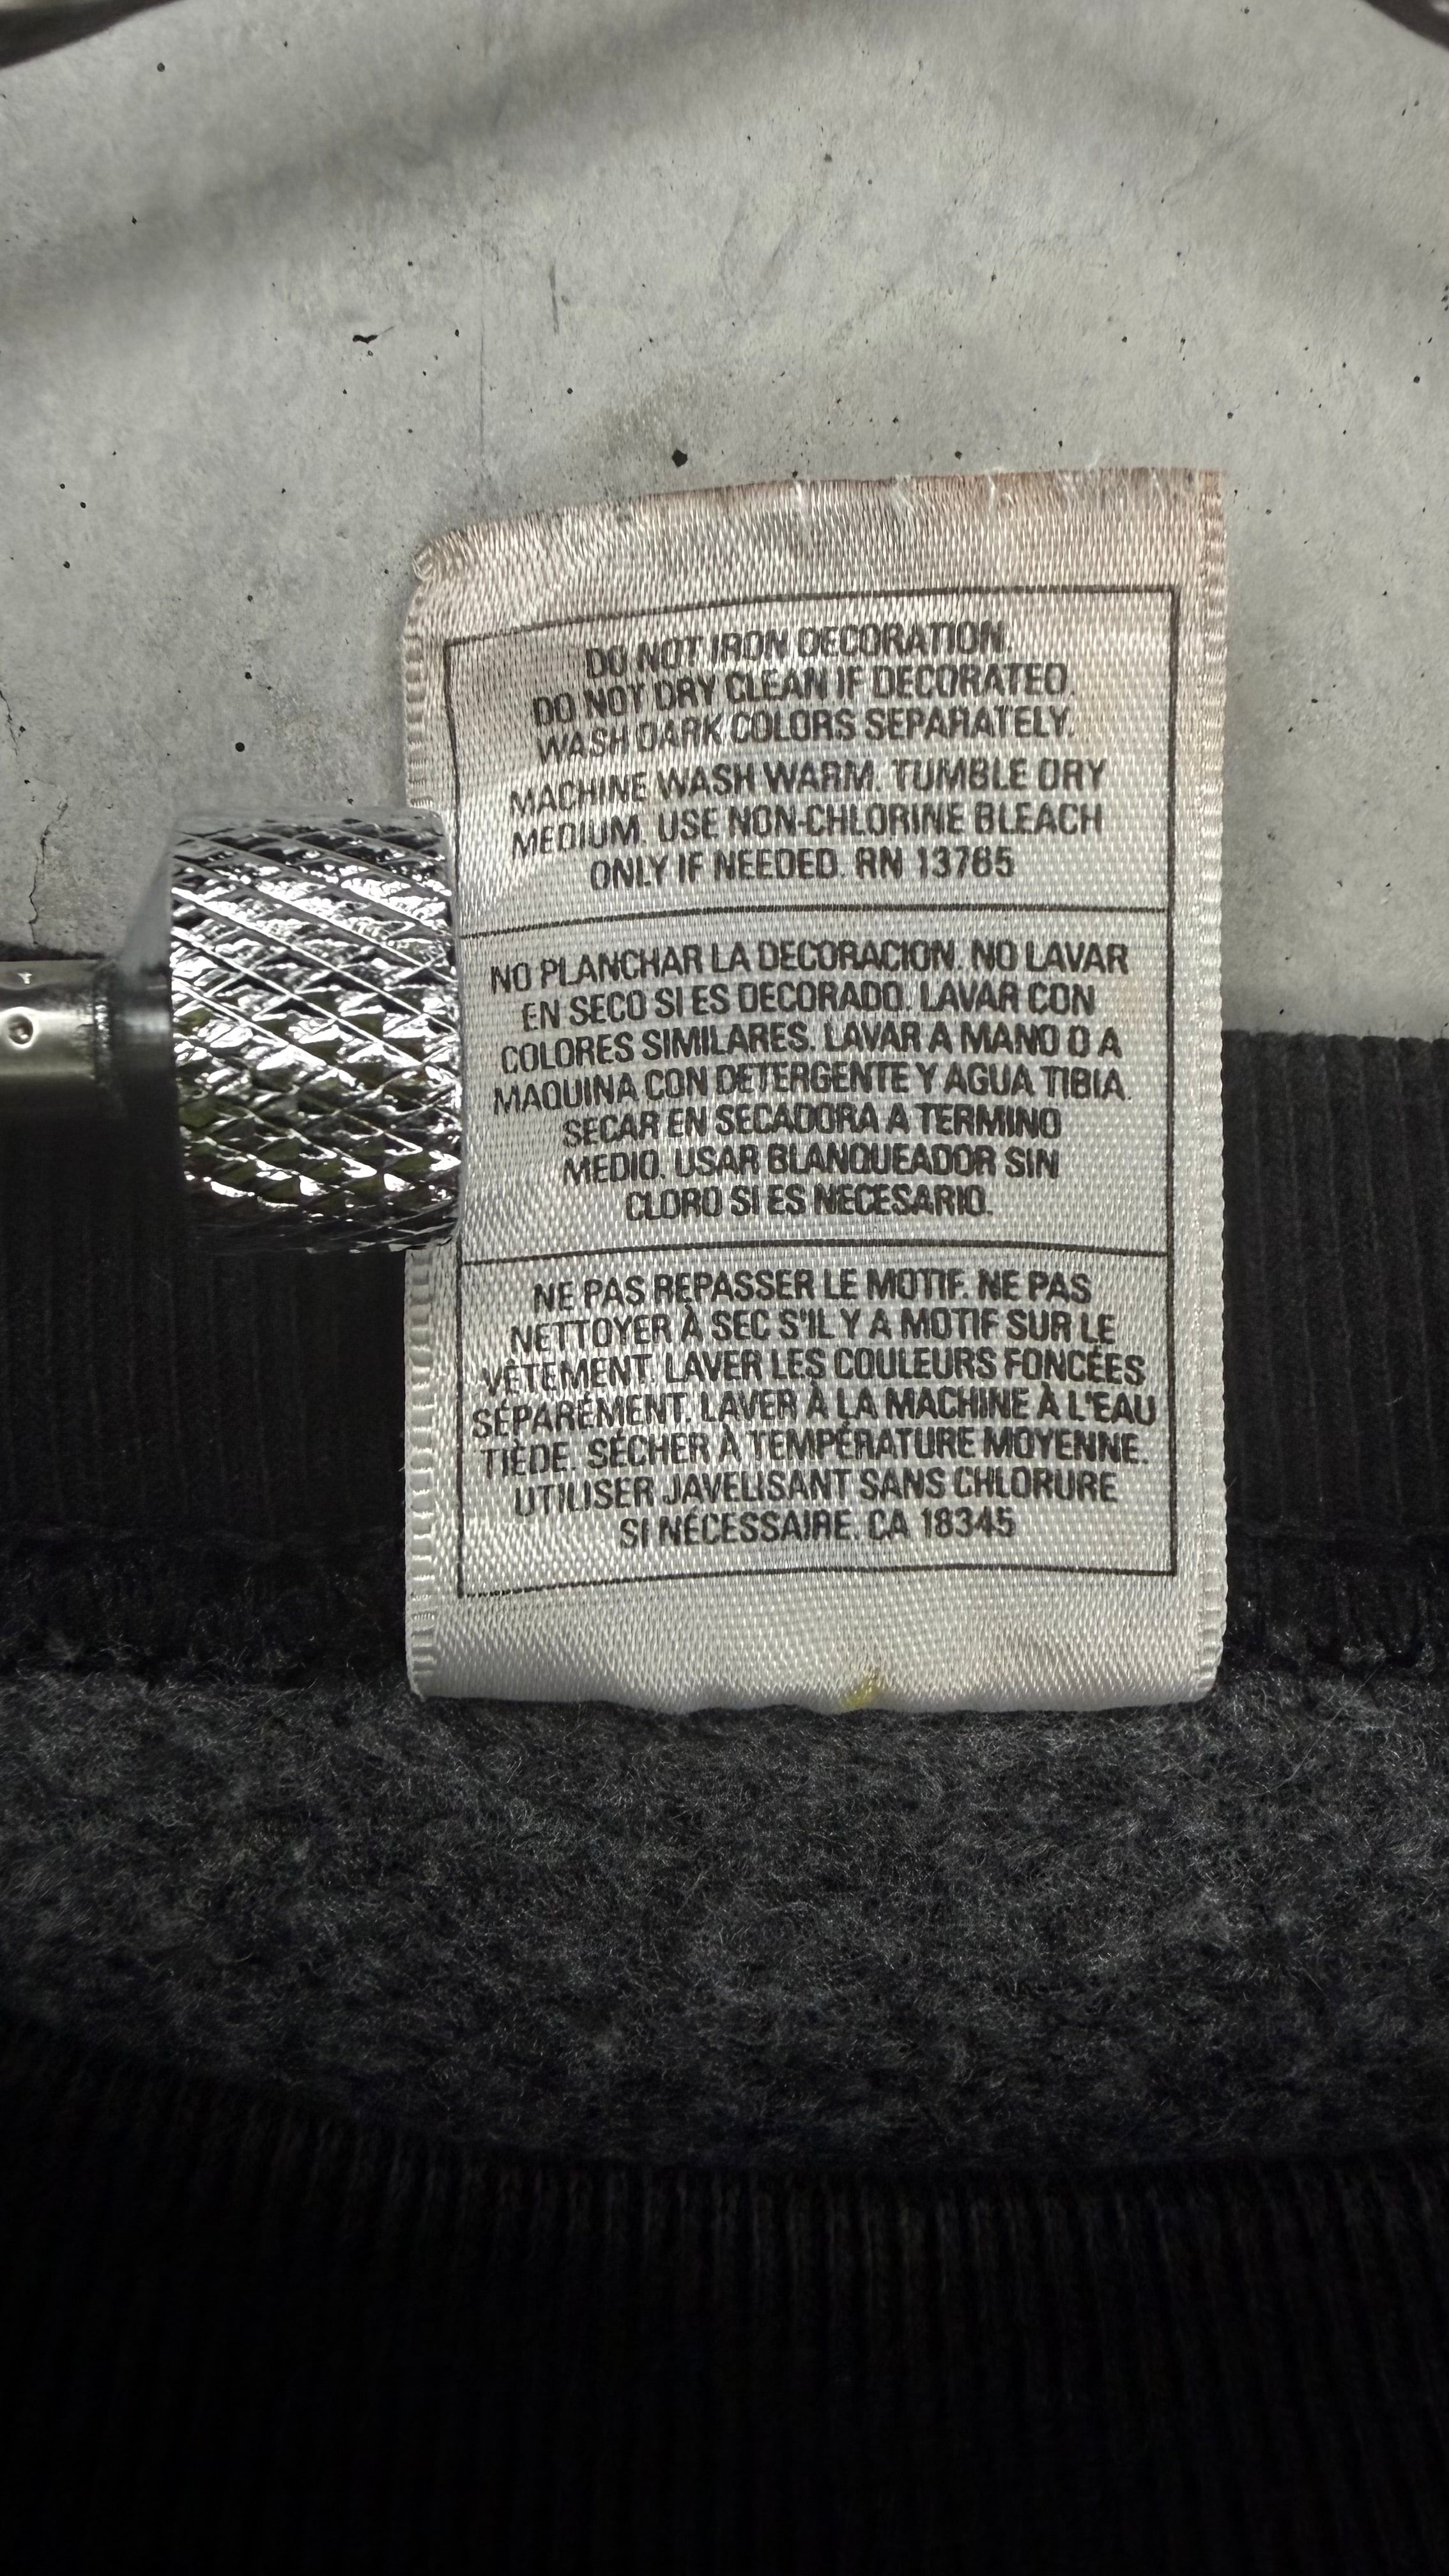 DO NOT IRON DECORATION.
DO NOT DRY CLEAN IF DECORATED.
WASH DARK COLORS SEPARATELY.
MACHINE WASH WARM. TUMBLE DRY
MEDIUM. USE NON-CHLORINE BLEACH
ONLY IF NEEDED. RN 13765
NO PLANCHAR LA DECORACION. NO LAVAR
EN SECO SI ES DECORADO. LAVAR CON
COLORES SIMILARES. LAVAR A MANO O A
MAQUINA CON DETERGENTE Y AGUA TIBIA.
SECAR EN SECADORA A TERMINO
MEDIO. USAR BLANQUEADOR SIN
CLORO SI ES NECESARIO.
NE PAS REPASSER LE MOTIF. NE PAS
NETTOYER À SEC S'IL Y A MOTIF SUR LE
VÊTEMENT. LAVER LES COULEURS FONCÉES
SÉPARÉMENT. LAVER À LA MACHINE À L'EAU
TIÈDE. SÉCHER À TEMPÉRATURE MOYENNE.
UTILISER JAVELISANT SANS CHLORURE
SI NÉCESSAIRE. CA 18345